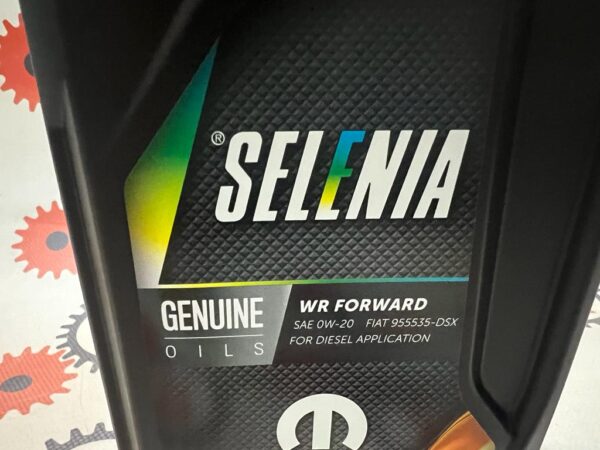 ® SELENIA
GENUINE
OILS
WR FORWARD
SAE 0W-20 FIAT 955535-DSX
FOR DIESEL APPLICATION